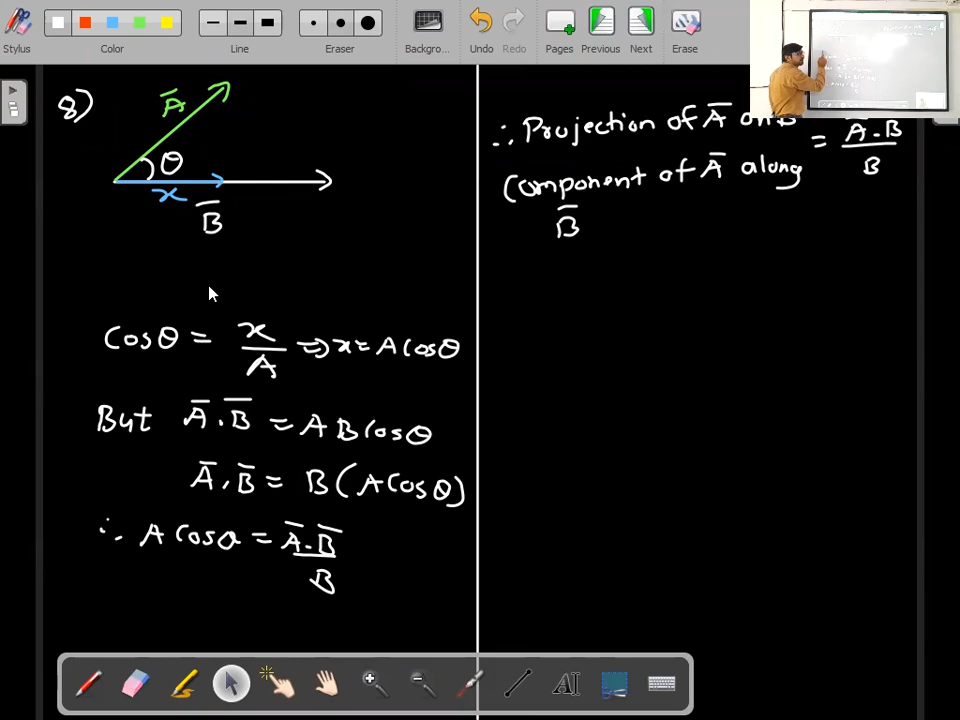 Stylus
Color
Line
Eraser
Backgro...
Undo
Redo
Pages
Previous
Next
Erase
8)
A̅
θ
x
B̅
Cosθ = x/A ⇒ x = A Cosθ
But A̅ . B̅ = A B Cosθ
A̅ . B̅ = B (A Cosθ)
∴ A Cosθ = A̅ . B̅ / B
∴ Projection of A̅ on B̅
Component of A̅ along B̅
= A̅ . B̅ / B
AI